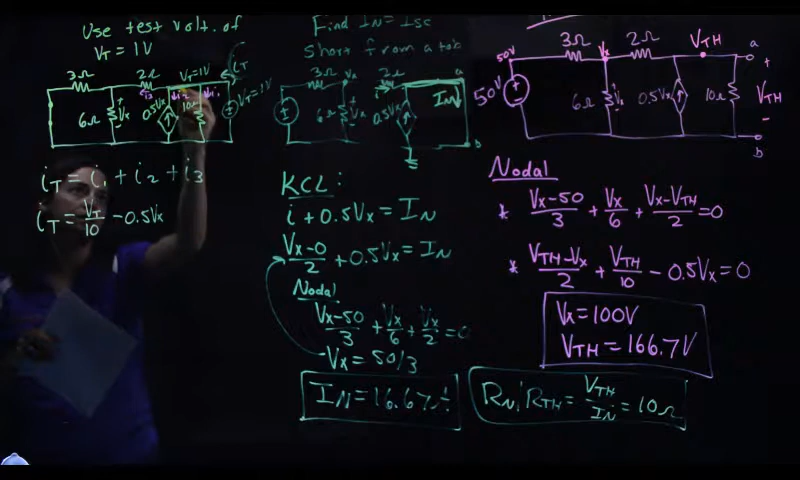 Use test volt. of
VT = 1V
iT
3Ω
2Ω
VT=1V
VT=1V
6Ω
+
Vx
-
i3
0.5Vx
i2
10Ω
i1
iT = i1 + i2 + i3
iT = VT/10 - 0.5Vx
Find IN = Isc
short from a to b
3Ω
Vx
2Ω
i
a
6Ω
+
Vx
-
0.5Vx
IN
b
KCL:
i + 0.5Vx = IN
Vx-0/2 + 0.5Vx = IN
Nodal
Vx-50/3 + Vx/6 + Vx/2 = 0
Vx = 50/3
IN = 16.67A
50V
3Ω
Vx
2Ω
VTH
a
+
50V
6Ω
+
Vx
-
0.5Vx
10Ω
VTH
-
b
Nodal
* Vx-50/3 + Vx/6 + Vx-VTH/2 = 0
* VTH-Vx/2 + VTH/10 - 0.5Vx = 0
Vx = 100V
VTH = 166.7V
RN; RTH = VTH/IN = 10Ω